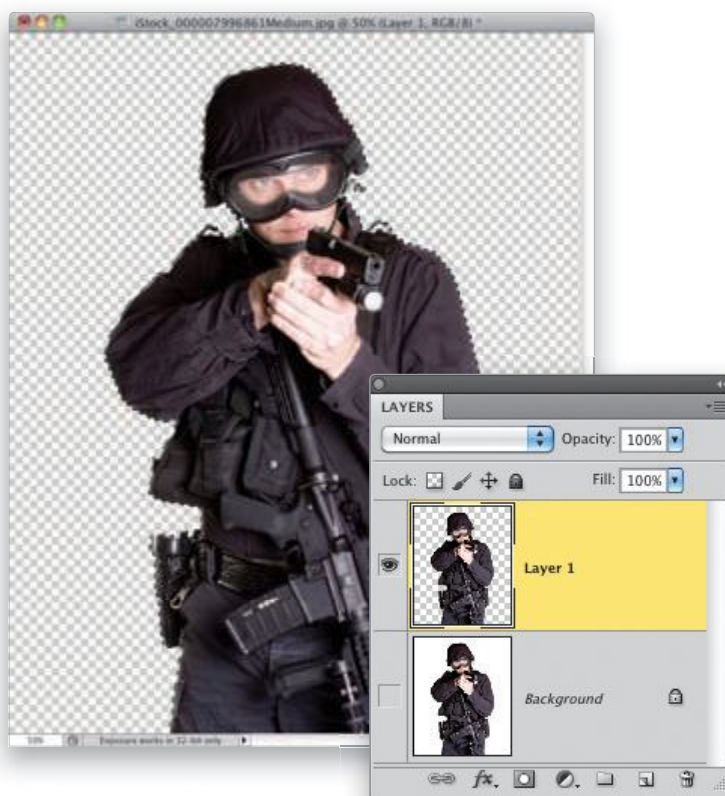 iStock_000007996861Medium.jpg @ 50% (Layer 1, RGB/8) *
LAYERS
Normal
Opacity: 100%
Lock:
Fill: 100%
Layer 1
Background
50%
Exposure works in 32-bit only
fx.